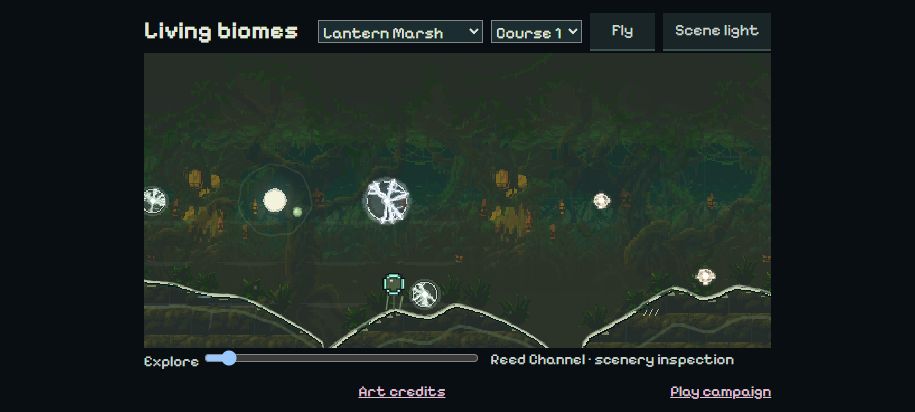 Living biomes Lantern Marsh Course 1 Fly Scene light
Explore Reed Channel · scenery inspection
Art credits Play campaign